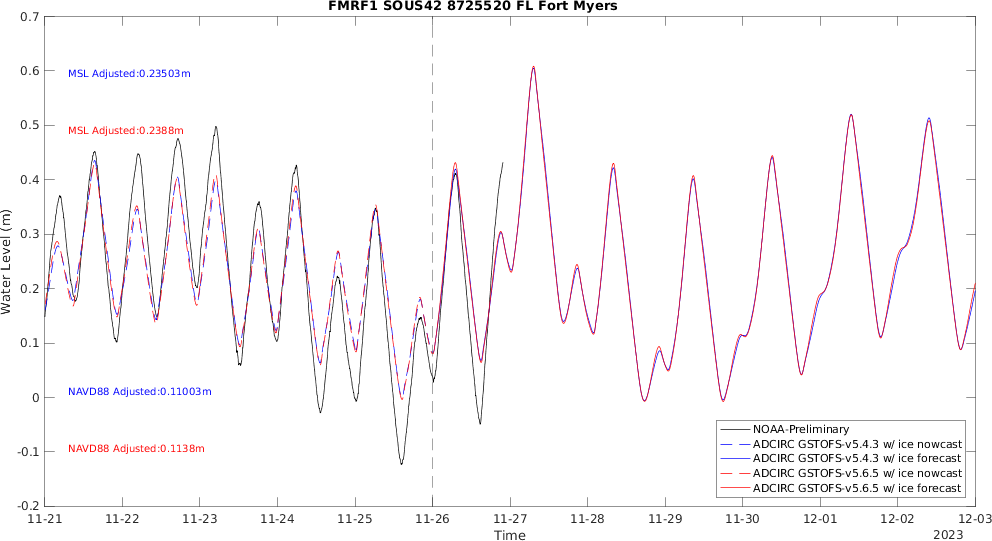 FMRF1 SOUS42 8725520 FL Fort Myers
0.7
0.6
0.5
0.4
0.3
0.2
0.1
0
-0.1
-0.2
Water Level (m)
MSL Adjusted:0.23503m
MSL Adjusted:0.2388m
NAVD88 Adjusted:0.11003m
NAVD88 Adjusted:0.1138m
NOAA-Preliminary
ADCIRC GSTOFS-v5.4.3 w/ ice nowcast
ADCIRC GSTOFS-v5.4.3 w/ ice forecast
ADCIRC GSTOFS-v5.6.5 w/ ice nowcast
ADCIRC GSTOFS-v5.6.5 w/ ice forecast
11-21 11-22 11-23 11-24 11-25 11-26 11-27 11-28 11-29 11-30 12-01 12-02 12-03
Time
2023